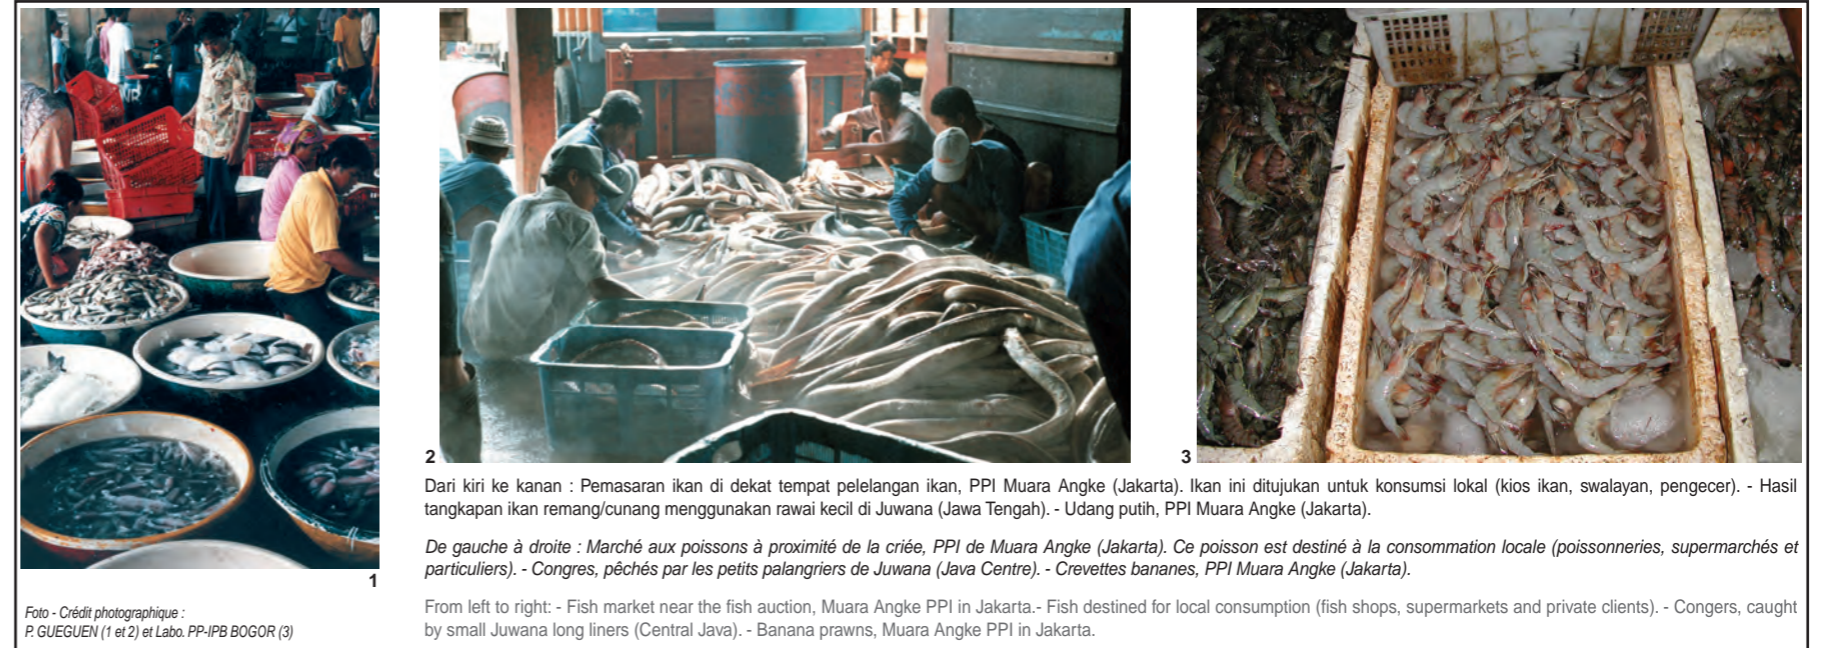 2
3
Dari kiri ke kanan : Pemasaran ikan di dekat tempat pelelangan ikan, PPI Muara Angke (Jakarta). Ikan ini ditujukan untuk konsumsi lokal (kios ikan, swalayan, pengecer). - Hasil
tangkapan ikan remang/cunang menggunakan rawai kecil di Juwana (Jawa Tengah). - Udang putih, PPI Muara Angke (Jakarta).
De gauche à droite : Marché aux poissons à proximité de la criée, PPI de Muara Angke (Jakarta). Ce poisson est destiné à la consommation locale (poissonneries, supermarchés et
particuliers). - Congres, pêchés par les petits palangriers de Juwana (Java Centre). - Crevettes bananes, PPI Muara Angke (Jakarta).
1
From left to right: - Fish market near the fish auction, Muara Angke PPI in Jakarta.- Fish destined for local consumption (fish shops, supermarkets and private clients). - Congers, caught
by small Juwana long liners (Central Java). - Banana prawns, Muara Angke PPI in Jakarta.
Foto - Crédit photographique :
P. GUEGUEN (1 et 2) et Labo. PP-IPB BOGOR (3)